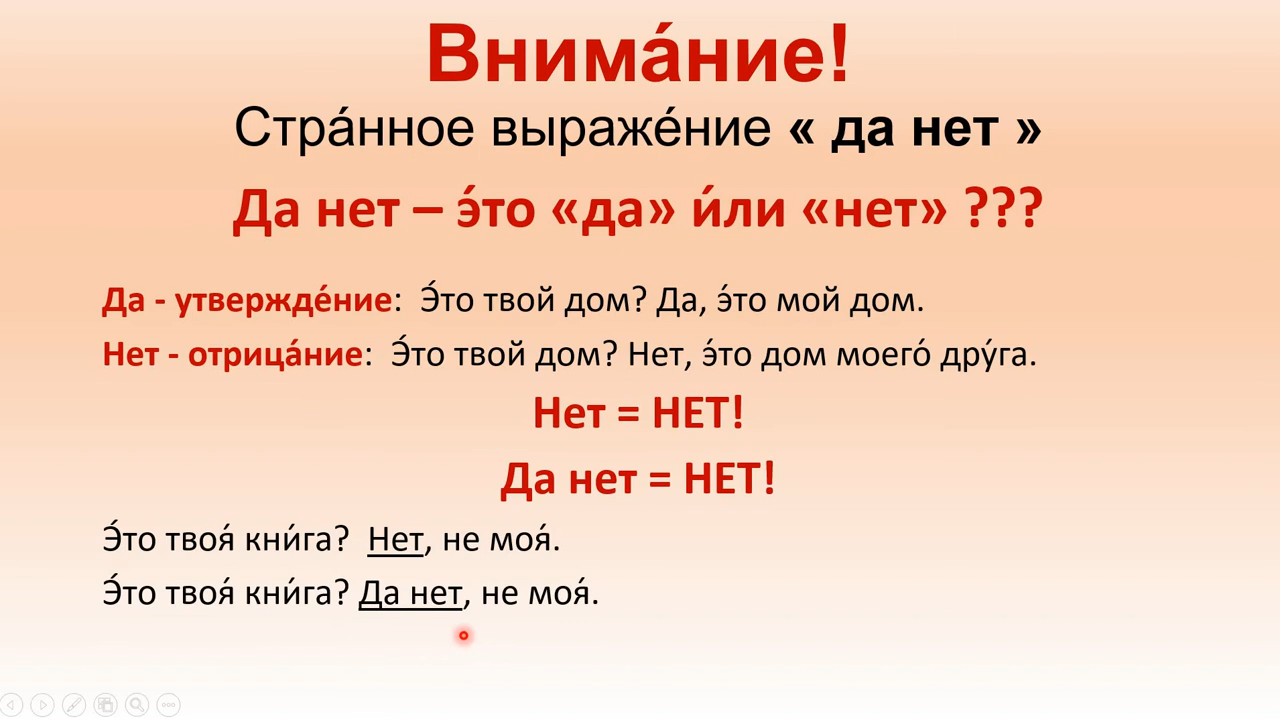 Внима́ние!
Стра́нное выраже́ние « да нет »
Да нет – э́то «да» и́ли «нет» ???
Да - утвержде́ние:  Э́то твой дом? Да, э́то мой дом.
Нет - отрица́ние:  Э́то твой дом? Нет, э́то дом моего́ дру́га.
Нет = НЕТ!
Да нет = НЕТ!
Э́то твоя́ кни́га?  Нет, не моя́.
Э́то твоя́ кни́га? Да нет, не моя́.